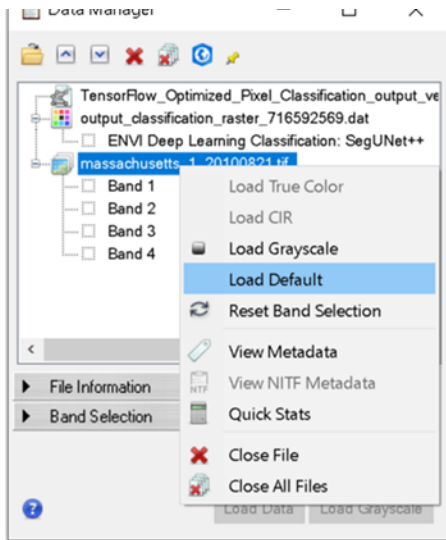 Data Manager
TensorFlow_Optimized_Pixel_Classification_output_ve
output_classification_raster_716592569.dat
ENVI Deep Learning Classification: SegUNet++
massachusetts_1_20100821.tif
Band 1
Band 2
Band 3
Band 4
Load True Color
Load CIR
Load Grayscale
Load Default
Reset Band Selection
View Metadata
NTF View NITF Metadata
Quick Stats
Close File
Close All Files
File Information
Band Selection
Load Data Load Grayscale